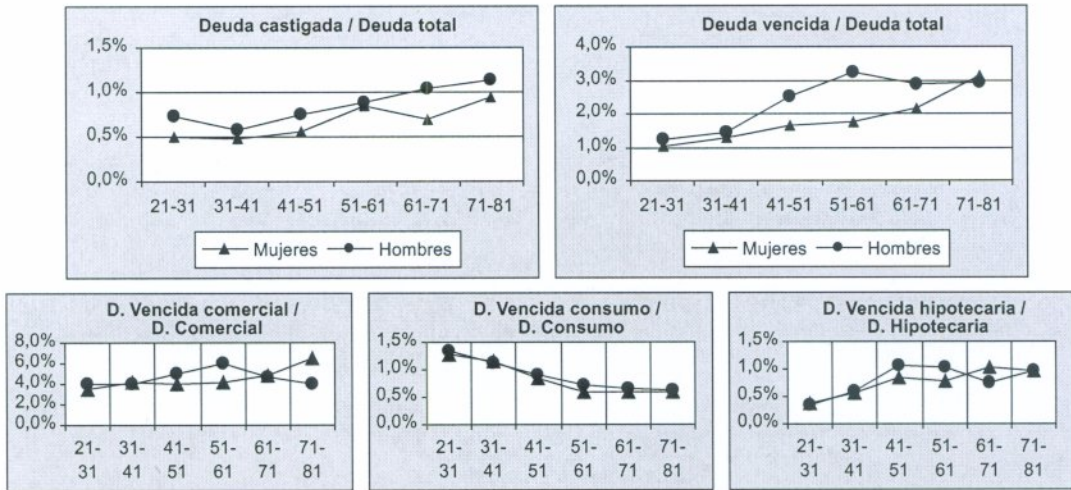 Deuda castigada / Deuda total
1,5%
1,0%
0,5%
0,0%
21-31 31-41 41-51 51-61 61-71 71-81
Mujeres Hombres
Deuda vencida / Deuda total
4,0%
3,0%
2,0%
1,0%
0,0%
21-31 31-41 41-51 51-61 61-71 71-81
Mujeres Hombres
D. Vencida comercial /
D. Comercial
8,0%
6,0%
4,0%
2,0%
0,0%
21- 31- 41- 51- 61- 71-
31 41 51 61 71 81
D. Vencida consumo /
D. Consumo
1,5%
1,0%
0,5%
0,0%
21- 31- 41- 51- 61- 71-
31 41 51 61 71 81
D. Vencida hipotecaria /
D. Hipotecaria
1,5%
1,0%
0,5%
0,0%
21- 31- 41- 51- 61- 71-
31 41 51 61 71 81